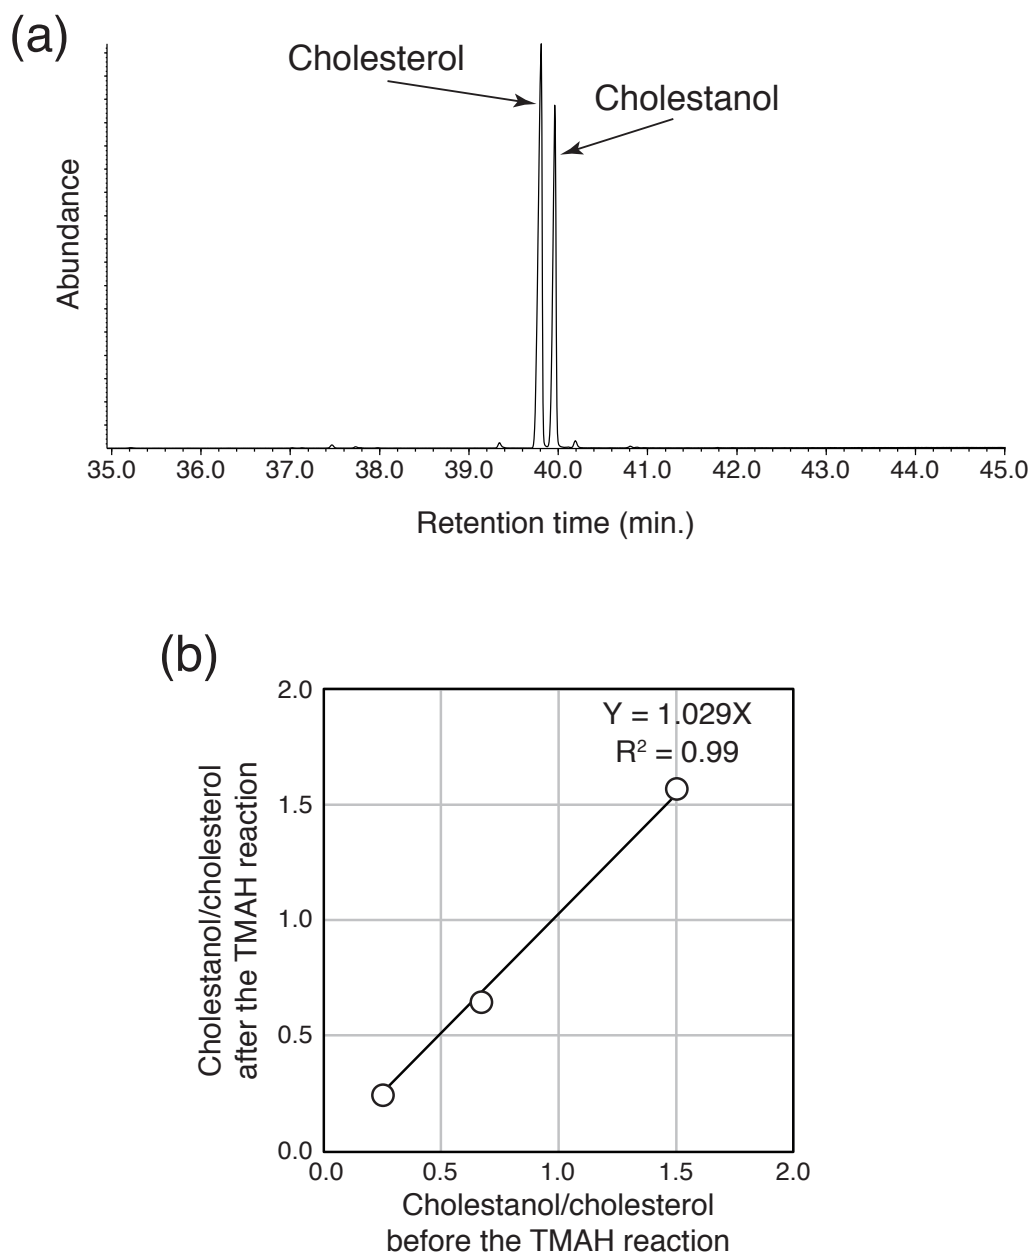 (a)
Cholesterol
Cholestanol
Abundance
35.0 36.0 37.0 38.0 39.0 40.0 41.0 42.0 43.0 44.0 45.0
Retention time (min.)
(b)
Y = 1.029X
R² = 0.99
Cholestanol/cholesterol
after the TMAH reaction
2.0
1.5
1.0
0.5
0.0
0.0 0.5 1.0 1.5 2.0
Cholestanol/cholesterol
before the TMAH reaction